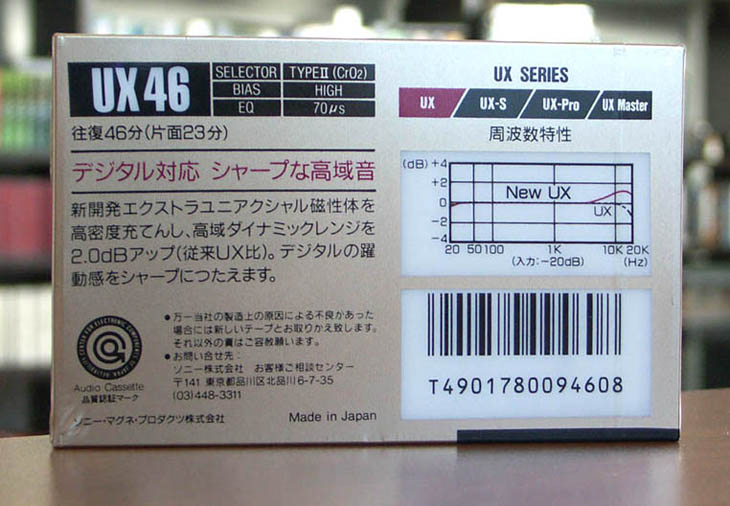 UX46
SELECTOR TYPEⅡ (CrO2)
BIAS HIGH
EQ 70μs
往復46分(片面23分)
デジタル対応 シャープな高域音
新開発エクストラユニアクシャル磁性体を
高密度充てんし、高域ダイナミックレンジを
2.0dBアップ(従来UX比)。デジタルの躍
動感をシャープにつたえます。
●万一当社の製造上の原因による不良があった
場合には新しいテープとお取りかえ致します。
それ以外の責はご容赦願います。
●お問い合せ先:
ソニー株式会社 お客様ご相談センター
〒141 東京都品川区北品川6-7-35
(03)448-3311
Audio Cassette
品質認証マーク
ソニー・マグネ・プロダクツ株式会社
Made in Japan
UX SERIES
UX UX-S UX-Pro UX Master
周波数特性
(dB) +4
+2
0
−2
−4
New UX
UX
20 50 100 1K 10K 20K
(入力:−20dB) (Hz)
T4901780094608